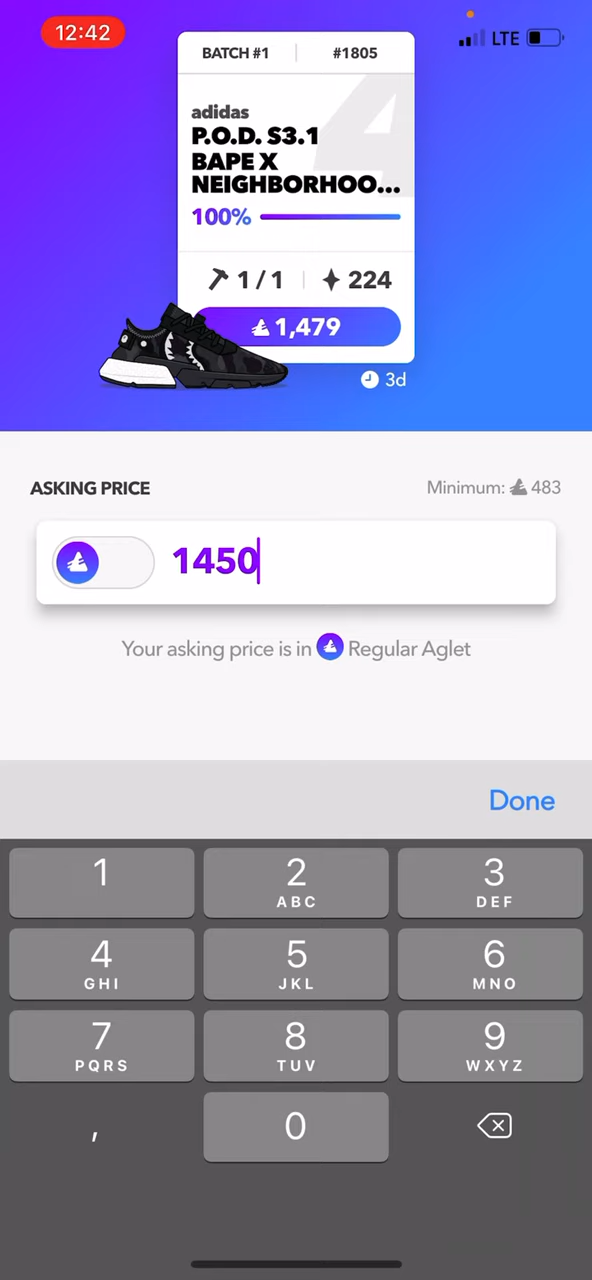 12:42
LTE
BATCH #1 | #1805
adidas
P.O.D. S3.1
BAPE X
NEIGHBORHOO...
100%
1 / 1 | 224
1,479
3d
ASKING PRICE
Minimum: 483
1450
Your asking price is in Regular Aglet
Done
1 2 3
ABC DEF
4 5 6
GHI JKL MNO
7 8 9
PQRS TUV WXYZ
, 0